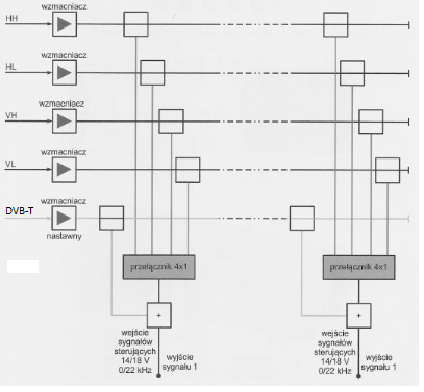 wzmacniacz
HH
wzmacniacz
HL
wzmacniacz
VH
wzmacniacz
VL
wzmacniacz
DVB-T
nastawny
przełącznik 4x1
przełącznik 4x1
+
+
wejście
sygnałów
sterujących
14/18 V
0/22 kHz
wyjście
sygnału 1
wejście
sygnałów
sterujących
14/18 V
0/22 kHz
wyjście
sygnału 1